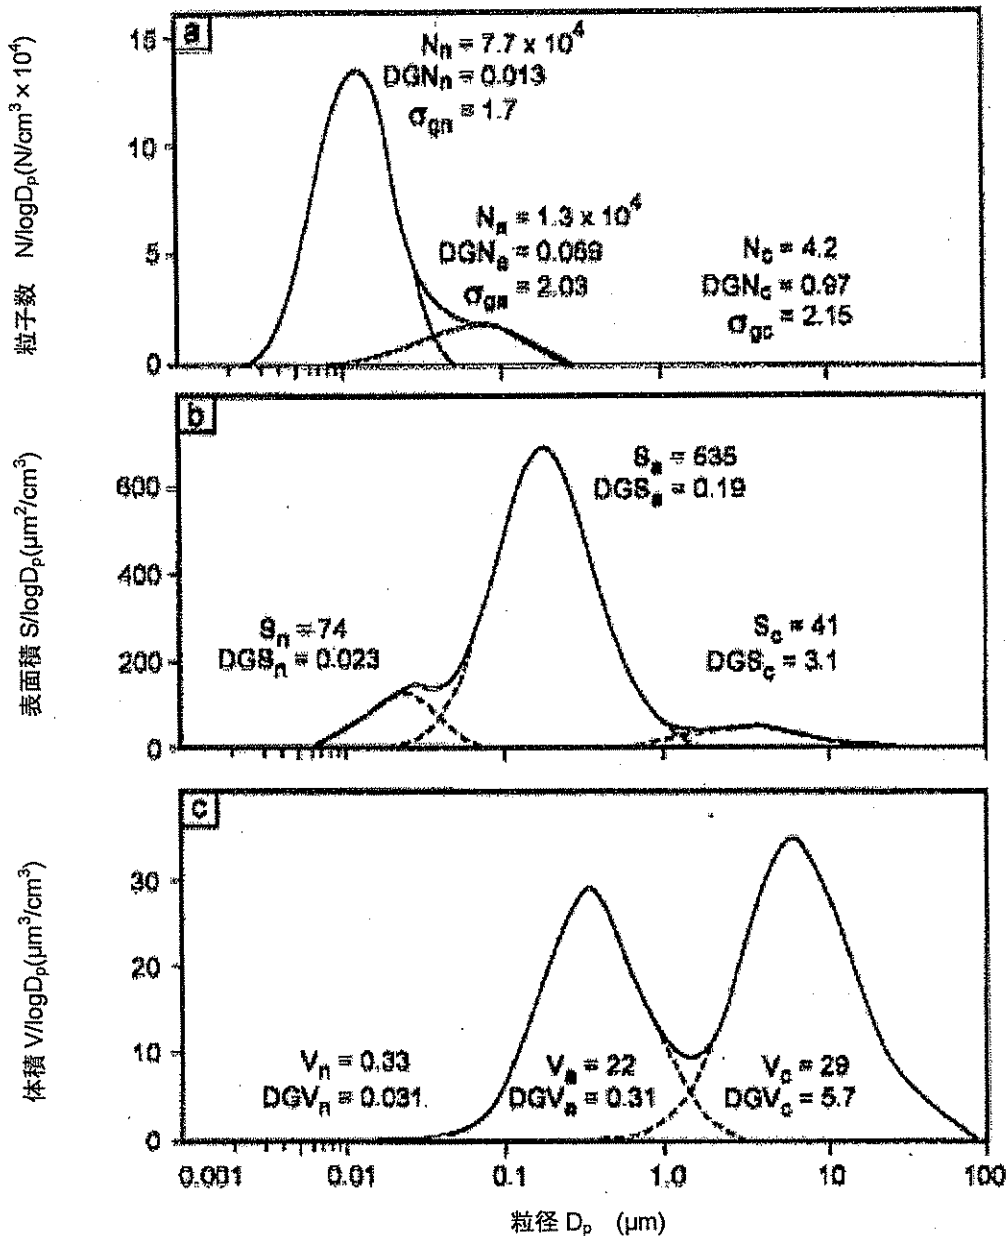 粒子数 N/logDp(N/cm³ × 10⁴)
a
15
10
5
0
Nn = 7.7 x 10⁴
DGNn = 0.013
σgn = 1.7
Na = 1.3 x 10⁴
DGNa = 0.069
σga = 2.03
Nc = 4.2
DGNc = 0.97
σgc = 2.15
表面積 S/logDp(μm²/cm³)
b
600
400
200
0
Sn = 74
DGSn = 0.023
Sa = 535
DGSa = 0.19
Sc = 41
DGSc = 3.1
体積 V/logDp(μm³/cm³)
c
30
20
10
0
Vn = 0.33
DGVn = 0.031
Va = 22
DGVn = 0.31
Vc = 29
DGVc = 5.7
0.001 0.01 0.1 1.0 10 100
粒径 Dp (μm)